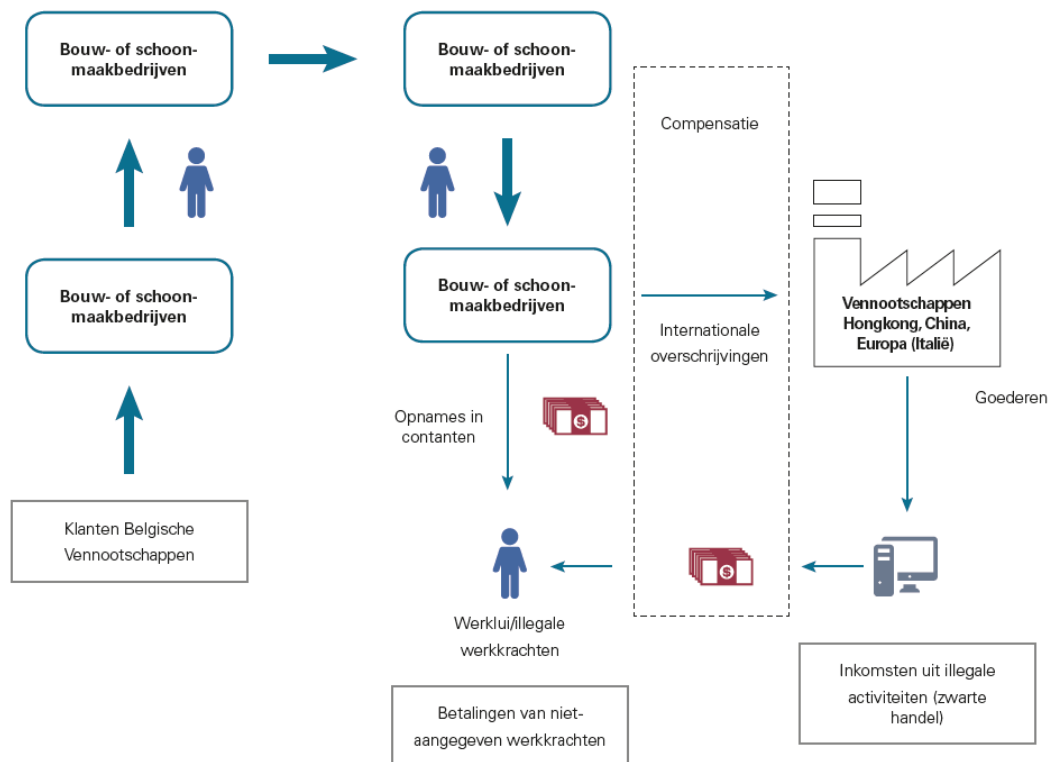 Bouw- of schoon-
maakbedrijven
Bouw- of schoon-
maakbedrijven
Compensatie
Bouw- of schoon-
maakbedrijven
Bouw- of schoon-
maakbedrijven
Vennootschappen
Hongkong, China,
Europa (Italië)
Internationale
overschrijvingen
Goederen
Opnames in
contanten
$
Klanten Belgische
Vennootschappen
$
Werklui/illegale
werkkrachten
Inkomsten uit illegale
activiteiten (zwarte
handel)
Betalingen van niet-
aangegeven werkkrachten